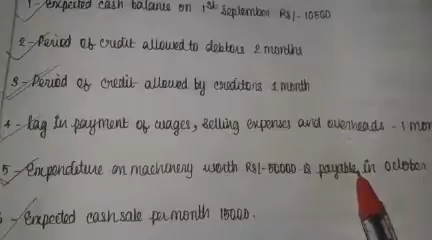 1- Expected cash balance on 1st September RS/- 10500
2- Period of credit allowed to debtors 2 months
3- Period of credit allowed by creditors 1 month
4- Lag in payment of wages, selling expenses and overheads - 1 mon
5- Expenditure on machinery worth RS/-50000 is payable in October
- Expected cash sale per month 15000.